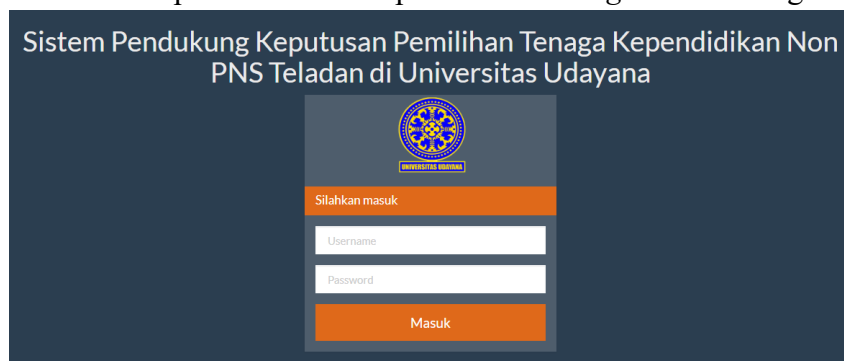 Sistem Pendukung Keputusan Pemilihan Tenaga Kependidikan Non
PNS Teladan di Universitas Udayana
UNIVERSITAS UDAYANA
Silahkan masuk
Username
Password
Masuk